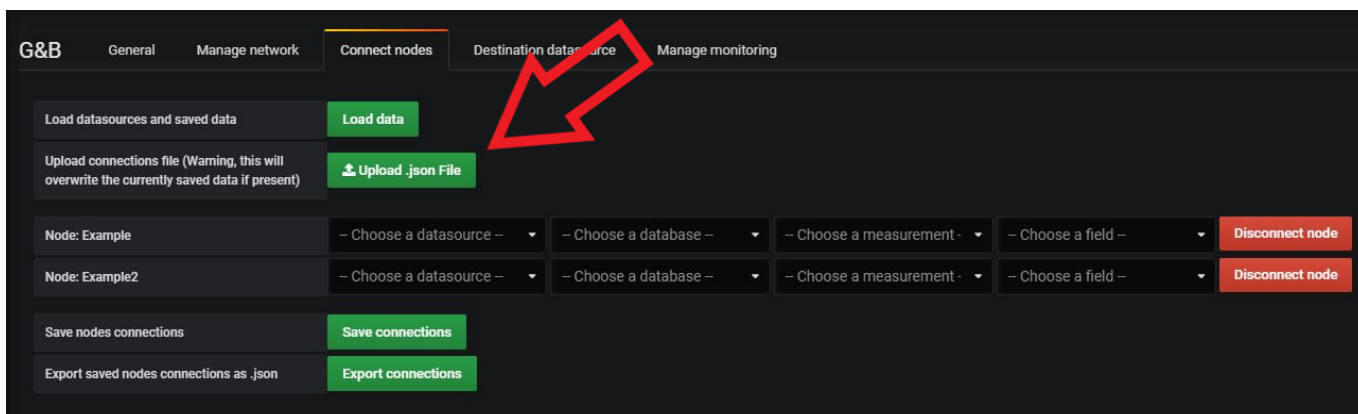 G&B General Manage network Connect nodes Destination datasource Manage monitoring
Load datasources and saved data Load data
Upload connections file (Warning, this will
overwrite the currently saved data if present) Upload .json File
Node: Example -- Choose a datasource -- -- Choose a database -- -- Choose a measurement - -- Choose a field -- Disconnect node
Node: Example2 -- Choose a datasource -- -- Choose a database -- -- Choose a measurement - -- Choose a field -- Disconnect node
Save nodes connections Save connections
Export saved nodes connections as .json Export connections